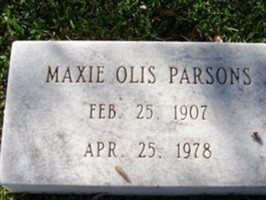 MAXIE OLIS PARSONS
FEB. 25. 1907
APR. 25. 1978